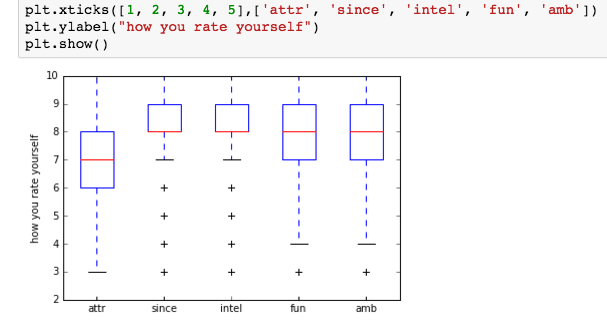 plt.xticks([1, 2, 3, 4, 5],['attr', 'since', 'intel', 'fun', 'amb'])
plt.ylabel("how you rate yourself")
plt.show()
10
9
8
7
6
5
4
3
2
how you rate yourself
attr since intel fun amb